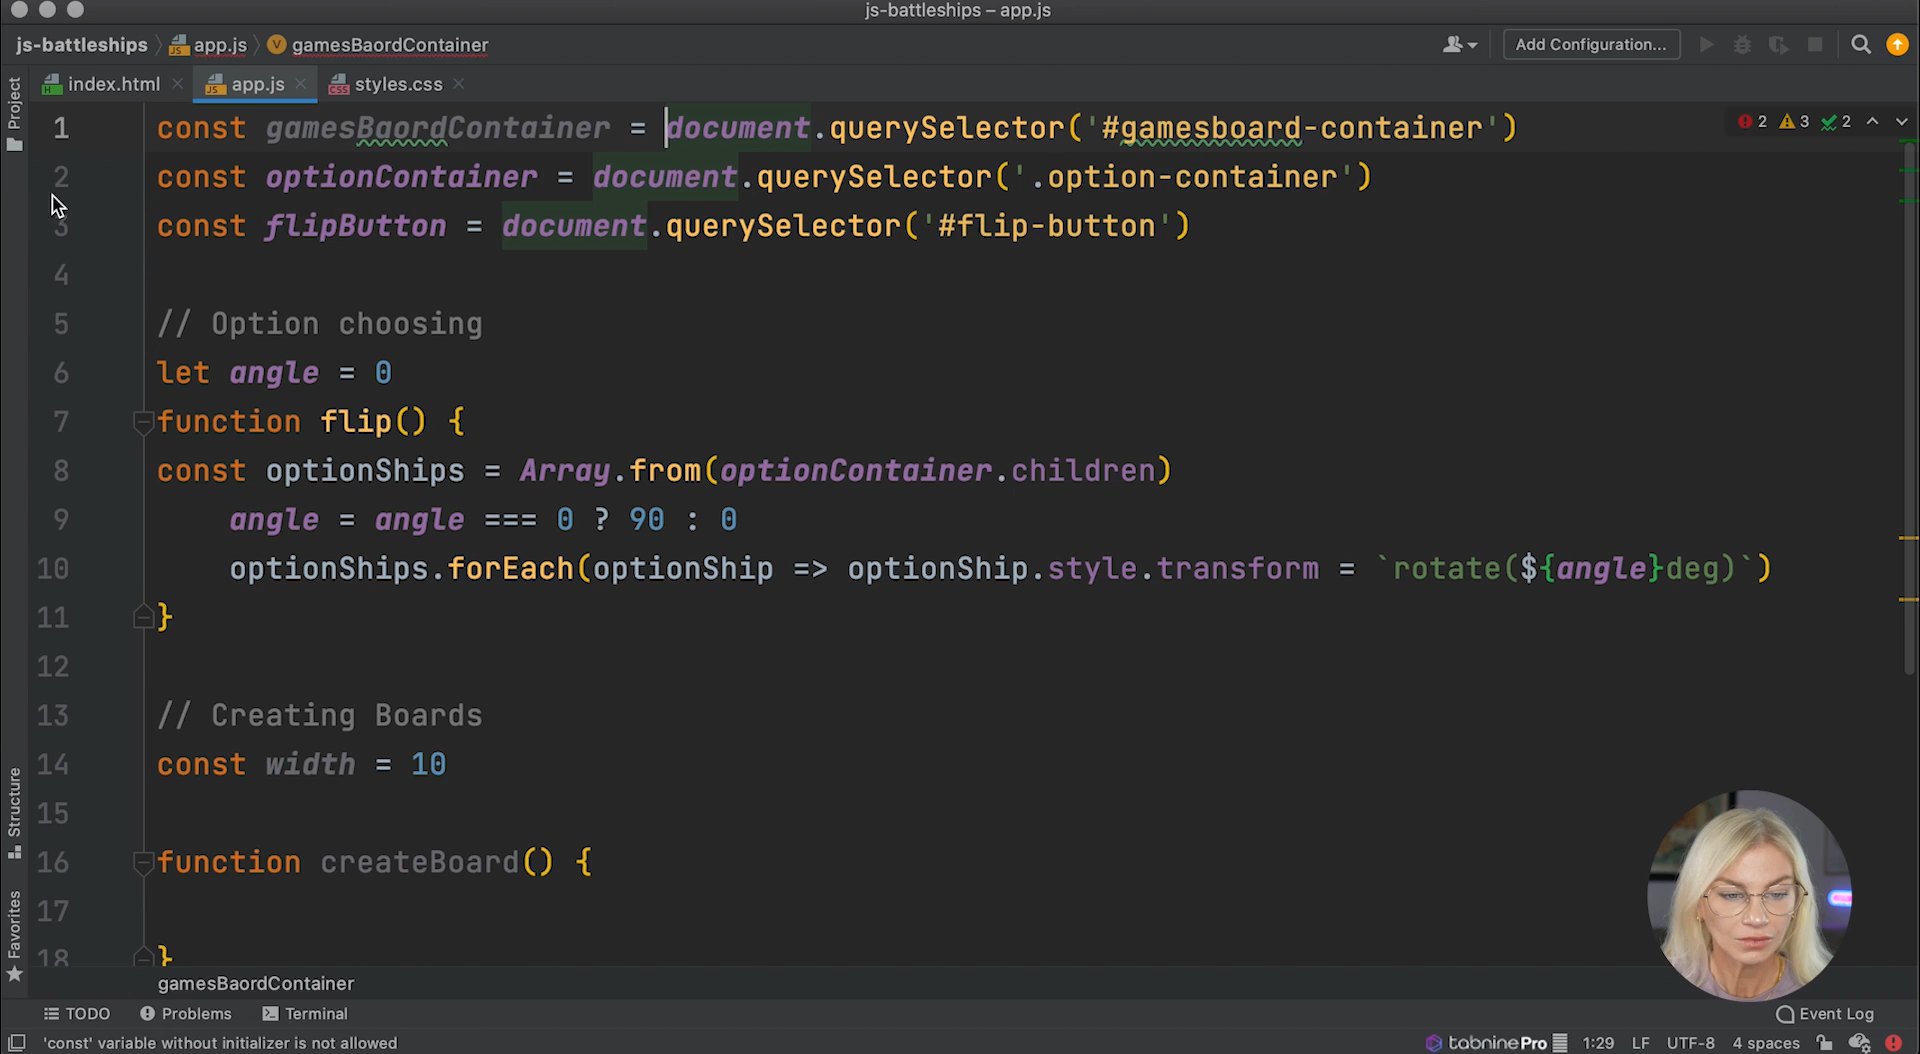 js-battleships – app.js
js-battleships app.js gamesBaordContainer
Add Configuration...
index.html app.js styles.css
Project
Structure
Favorites
1 const gamesBaordContainer = document.querySelector('#gamesboard-container')
2 3 2
2 const optionContainer = document.querySelector('.option-container')
3 const flipButton = document.querySelector('#flip-button')
4
5 // Option choosing
6 let angle = 0
7 function flip() {
8 const optionShips = Array.from(optionContainer.children)
9 angle = angle === 0 ? 90 : 0
10 optionShips.forEach(optionShip => optionShip.style.transform = `rotate(${angle}deg)`)
11 }
12
13 // Creating Boards
14 const width = 10
15
16 function createBoard() {
17
18 }
gamesBaordContainer
TODO Problems Terminal Event Log
'const' variable without initializer is not allowed tabnine Pro 1:29 LF UTF-8 4 spaces